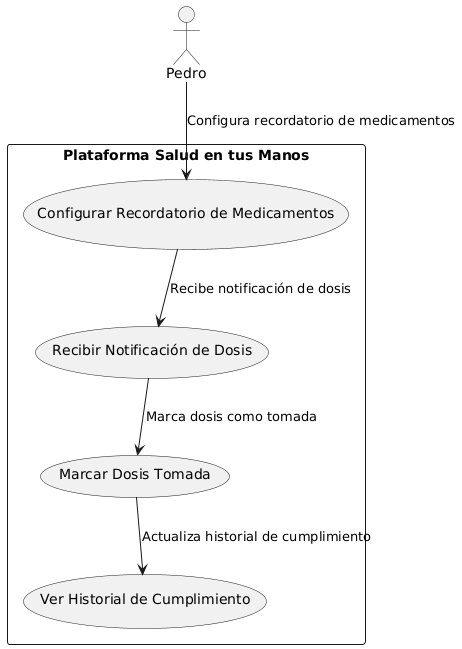 Pedro
Configura recordatorio de medicamentos
Plataforma Salud en tus Manos
Configurar Recordatorio de Medicamentos
Recibe notificación de dosis
Recibir Notificación de Dosis
Marca dosis como tomada
Marcar Dosis Tomada
Actualiza historial de cumplimiento
Ver Historial de Cumplimiento